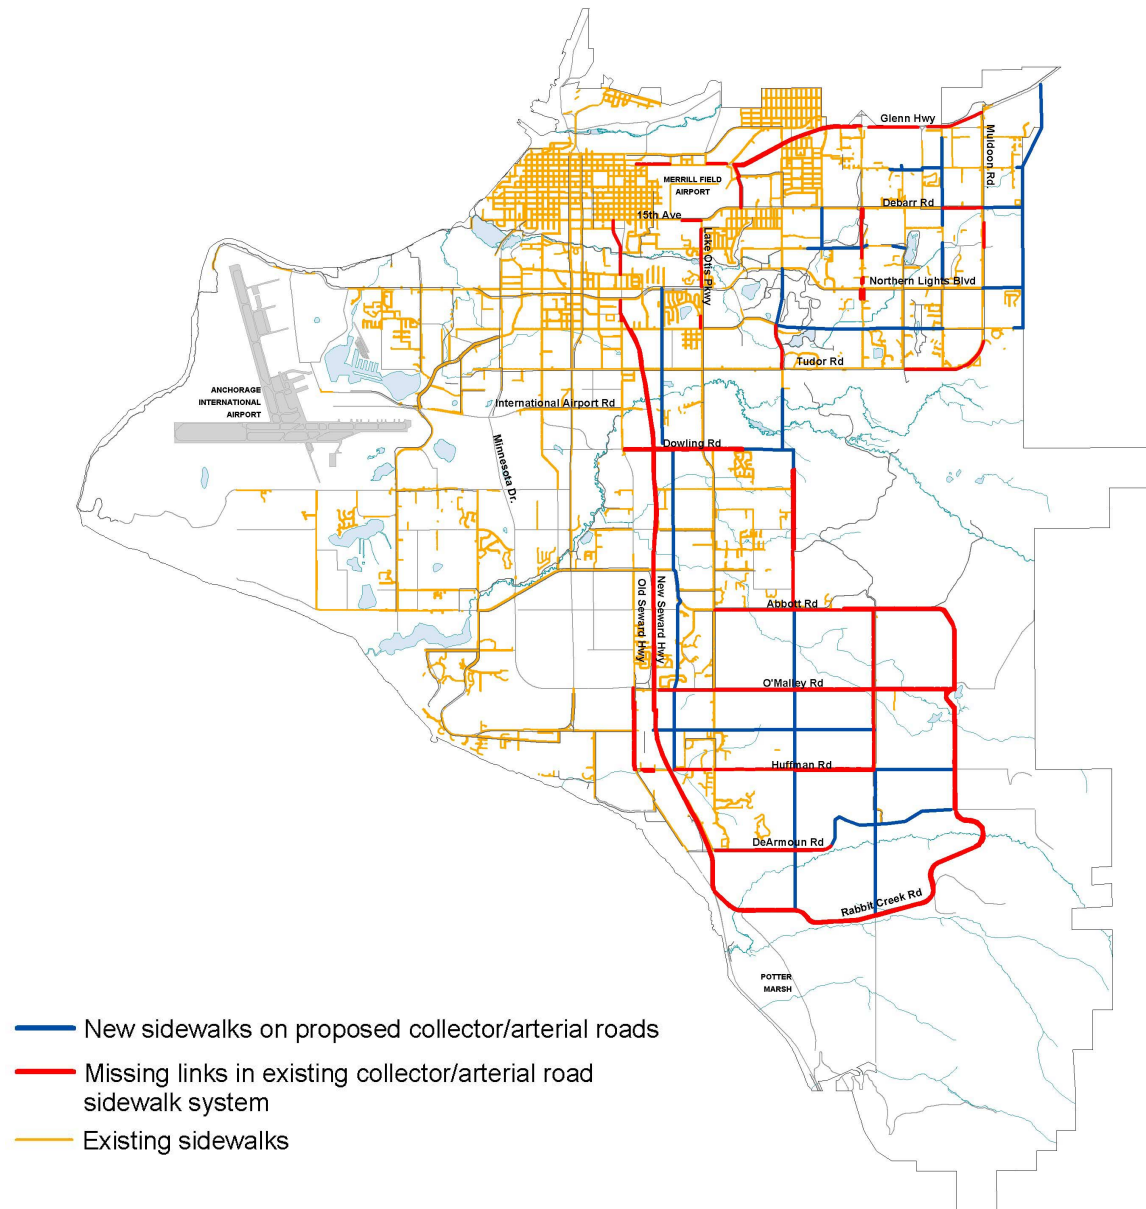 Glenn Hwy
Muldoon Rd.
MERRILL FIELD
AIRPORT
Debarr Rd
15th Ave
Lake Otis Pkwy
Northern Lights Blvd
Tudor Rd
ANCHORAGE
INTERNATIONAL
AIRPORT
International Airport Rd
Minnesota Dr.
Dowling Rd
Old Seward Hwy
New Seward Hwy
Abbott Rd
O'Malley Rd
Huffman Rd
DeArmoun Rd
Rabbit Creek Rd
POTTER
MARSH
New sidewalks on proposed collector/arterial roads
Missing links in existing collector/arterial road
sidewalk system
Existing sidewalks